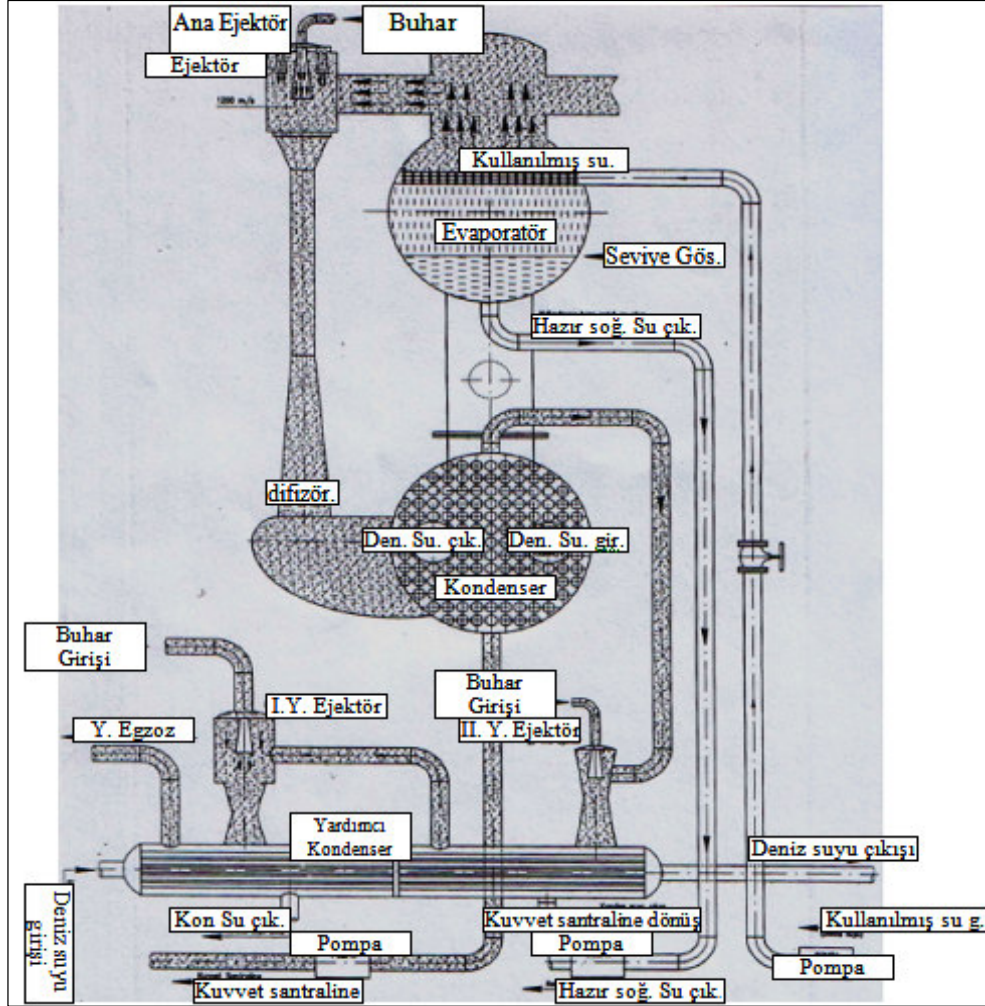 Ana Ejektör
Buhar
Ejektör
1200 m/s
Kullanılmış su.
Evaporatör
Seviye Gös.
Hazır soğ. Su çık.
difizör.
Den. Su. çık.
Den. Su. gir.
Kondenser
Buhar
Girişi
I.Y. Ejektör
Y. Egzoz
Buhar
Girişi
II. Y. Ejektör
Yardımcı
Kondenser
Deniz suyu çıkışı
Deniz suyu
girişi
Kon Su çık.
Kuvvet santraline dönüş
Kullanılmış su g.
Pompa
Pompa
Pompa
Kuvvet santraline
Hazır soğ. Su çık.